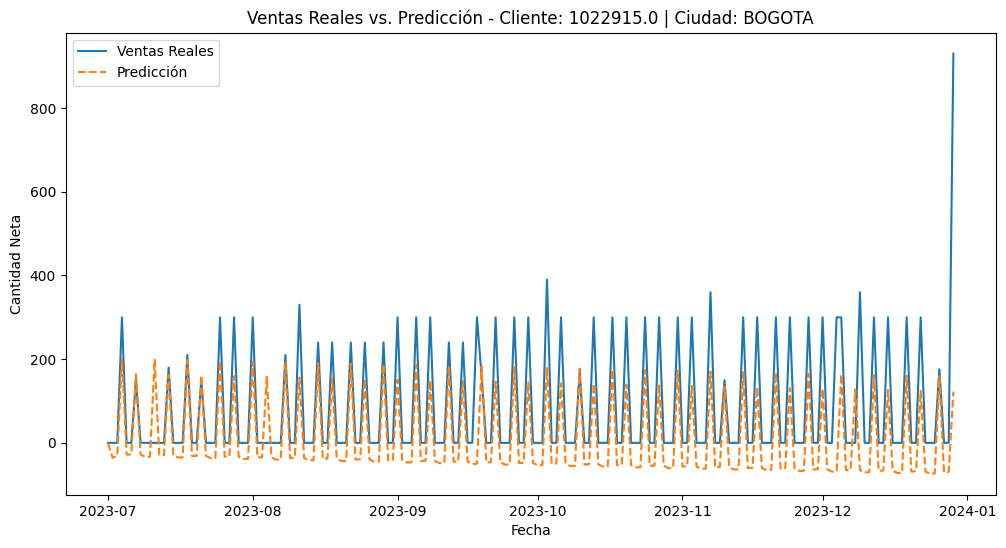 Ventas Reales vs. Predicción - Cliente: 1022915.0 | Ciudad: BOGOTA
Ventas Reales
Predicción
Cantidad Neta
800
600
400
200
0
2023-07
2023-08
2023-09
2023-10
2023-11
2023-12
2024-01
Fecha